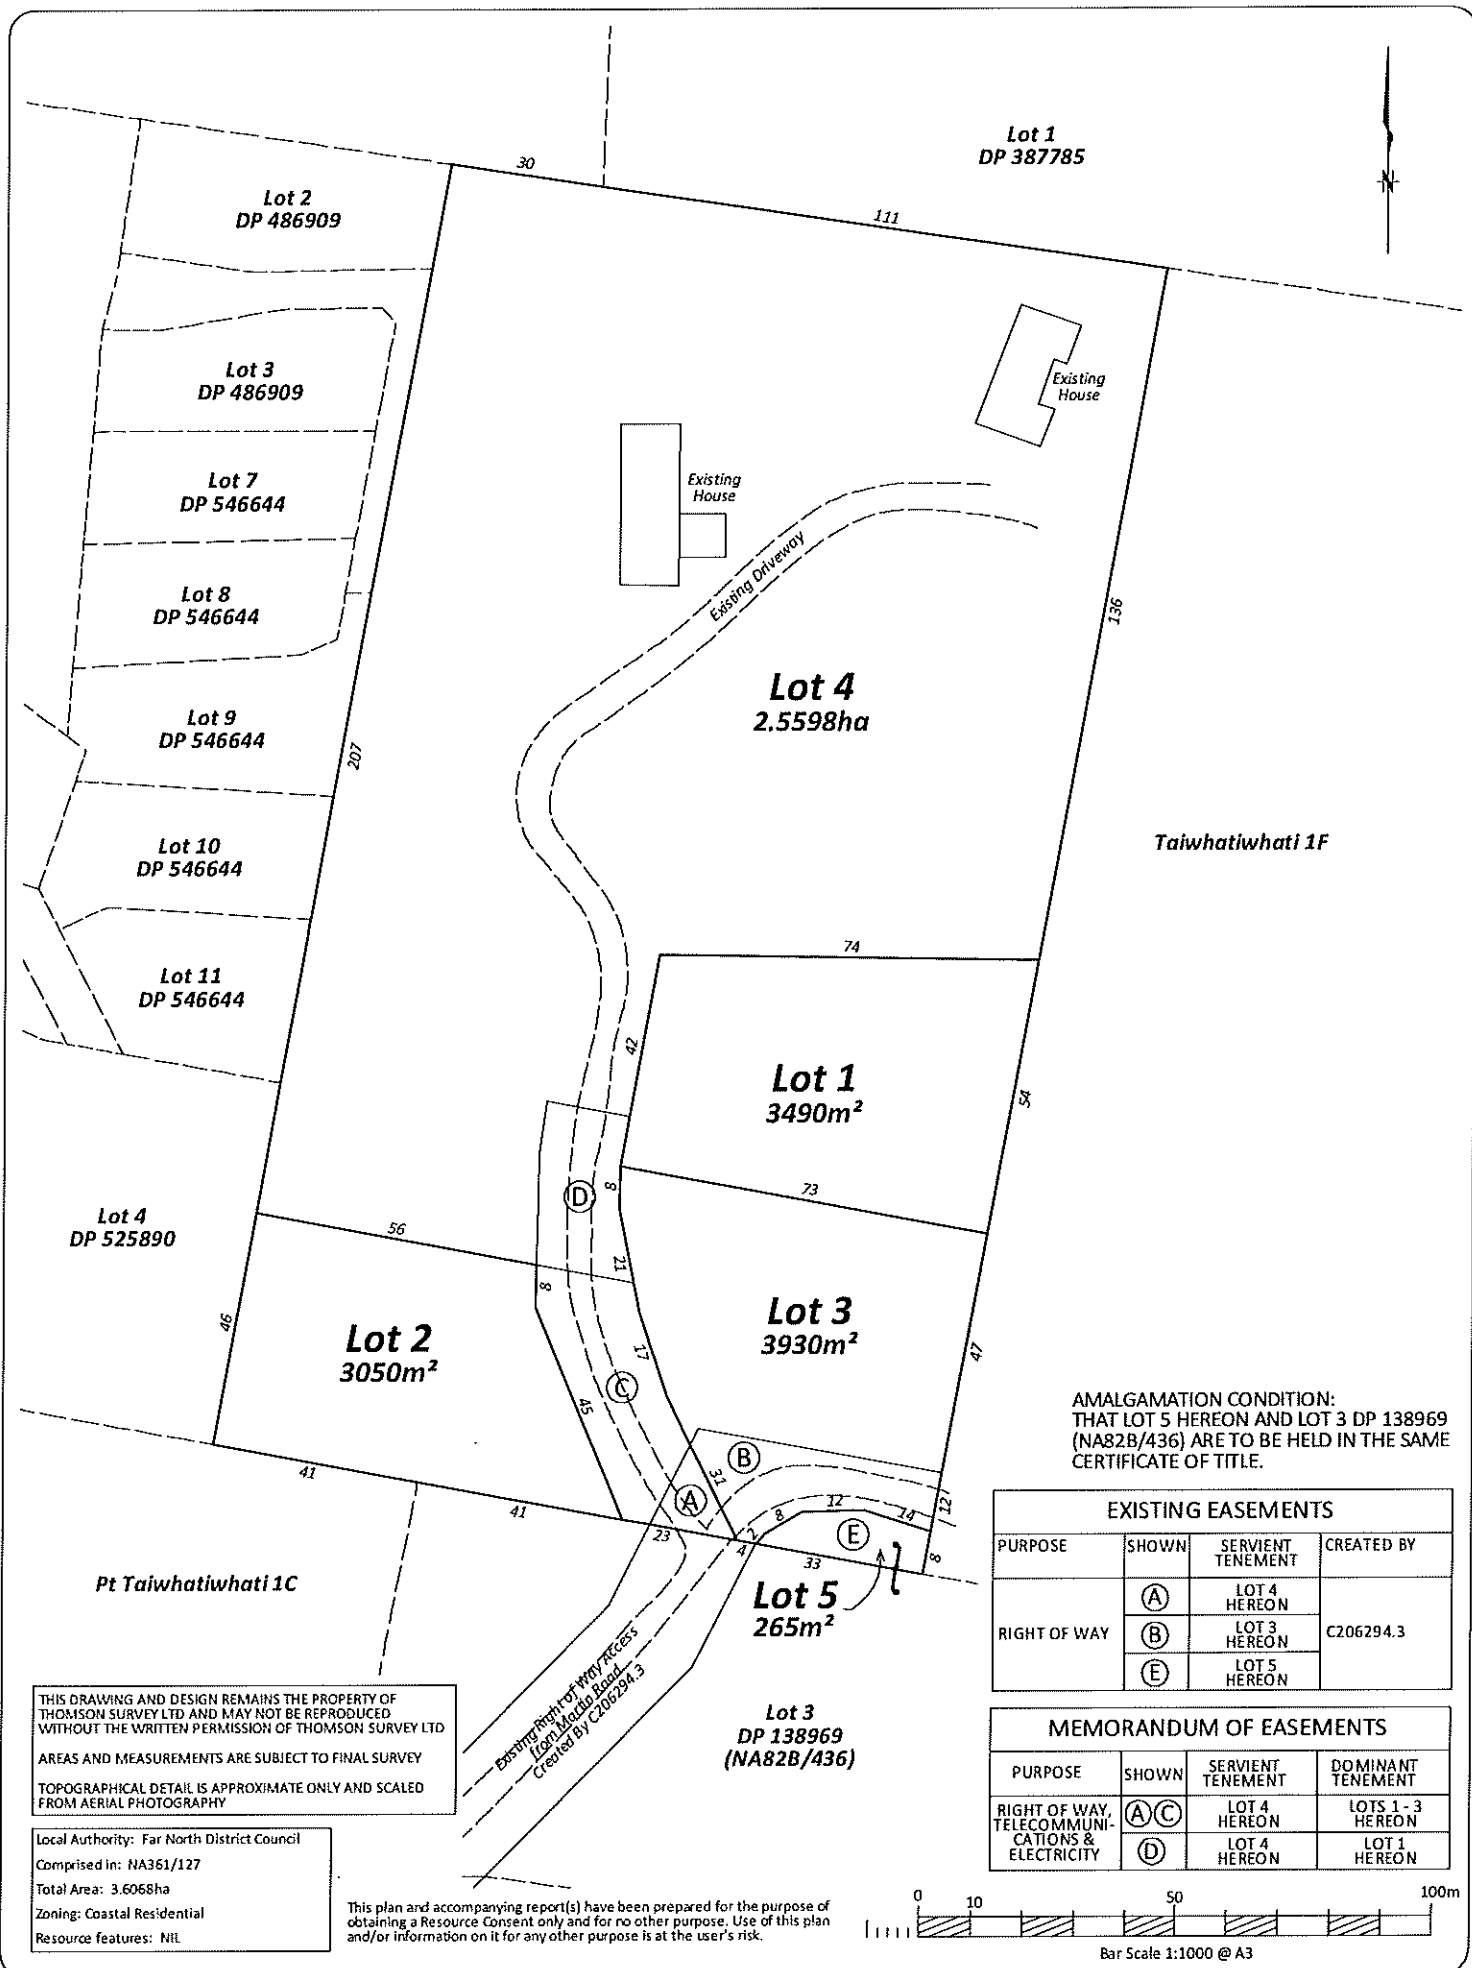 30
Lot 1
DP 387785
111
N
Lot 2
DP 486909
Lot 3
DP 486909
Existing
House
Existing
House
Lot 7
DP 546644
Existing Driveway
Lot 8
DP 546644
136
Lot 4
2.5598ha
Lot 9
DP 546644
207
Taiwhatiwhati 1F
Lot 10
DP 546644
74
Lot 11
DP 546644
42
Lot 1
3490m²
54
D
8
73
Lot 4
DP 525890
56
21
8
46
Lot 2
3050m²
Lot 3
3930m²
17
47
C
45
B
31
A
41
41
23
4
2
8
12
14
12
E
33
8
Lot 5
265m²
Pt Taiwhatiwhati 1C
Existing Right of Way Access
from Martin Road
Created By C206294.3
Lot 3
DP 138969
(NA82B/436)
AMALGAMATION CONDITION:
THAT LOT 5 HEREON AND LOT 3 DP 138969
(NA82B/436) ARE TO BE HELD IN THE SAME
CERTIFICATE OF TITLE.
EXISTING EASEMENTS
PURPOSE SHOWN SERVIENT TENEMENT CREATED BY
RIGHT OF WAY
A LOT 4 HEREON
B LOT 3 HEREON C206294.3
E LOT 5 HEREON
MEMORANDUM OF EASEMENTS
PURPOSE SHOWN SERVIENT TENEMENT DOMINANT TENEMENT
RIGHT OF WAY,
TELECOMMUNI-
CATIONS &
ELECTRICITY
A C LOT 4 HEREON LOTS 1 - 3 HEREON
D LOT 4 HEREON LOT 1 HEREON
THIS DRAWING AND DESIGN REMAINS THE PROPERTY OF
THOMSON SURVEY LTD AND MAY NOT BE REPRODUCED
WITHOUT THE WRITTEN PERMISSION OF THOMSON SURVEY LTD
AREAS AND MEASUREMENTS ARE SUBJECT TO FINAL SURVEY
TOPOGRAPHICAL DETAIL IS APPROXIMATE ONLY AND SCALED
FROM AERIAL PHOTOGRAPHY
Local Authority: Far North District Council
Comprised in: NA361/127
Total Area: 3.6068ha
Zoning: Coastal Residential
Resource features: NIL
This plan and accompanying report(s) have been prepared for the purpose of
obtaining a Resource Consent only and for no other purpose. Use of this plan
and/or information on it for any other purpose is at the user's risk.
0 10 50 100m
Bar Scale 1:1000 @ A3